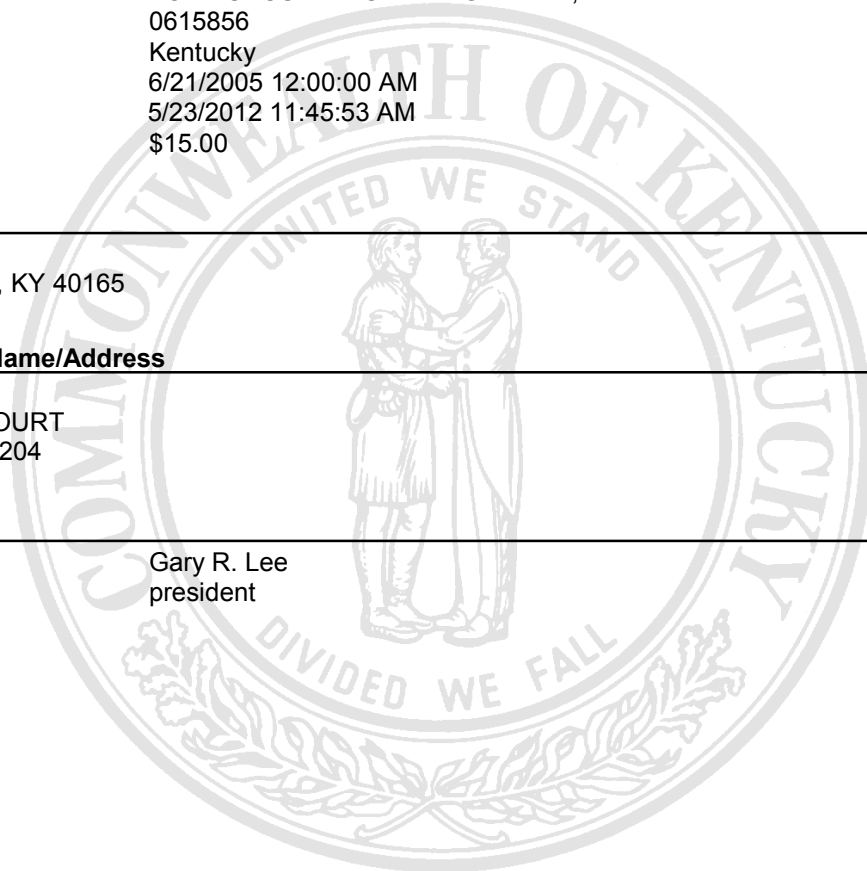 0615856
Kentucky
6/21/2005 12:00:00 AM
5/23/2012 11:45:53 AM
$15.00
, KY 40165
Name/Address
OURT
204
Gary R. Lee
president
COMMONWEALTH OF KENTUCKY
UNITED WE STAND
DIVIDED WE FALL